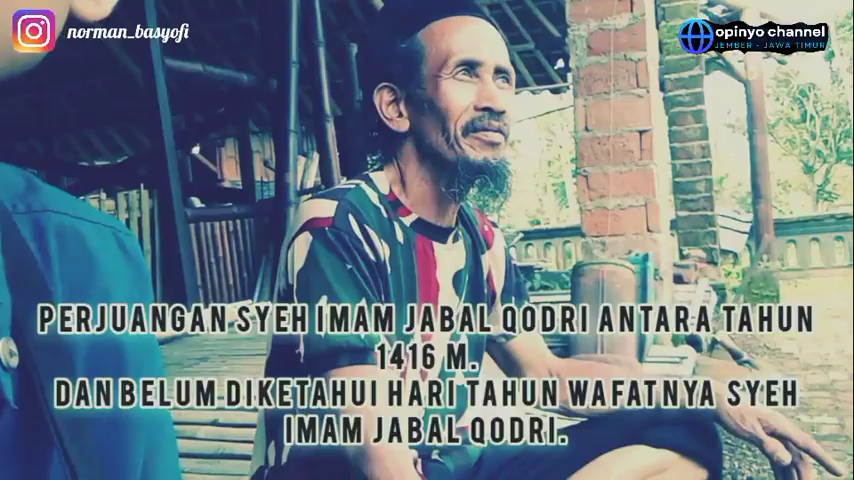 norman_basyofi
opinyo channel
JEMBER - JAWA TIMUR
PERJUANGAN SYEH IMAM JABAL QODRI ANTARA TAHUN
1416 M.
DAN BELUM DIKETAHUI HARI TAHUN WAFATNYA SYEH
IMAM JABAL QODRI.